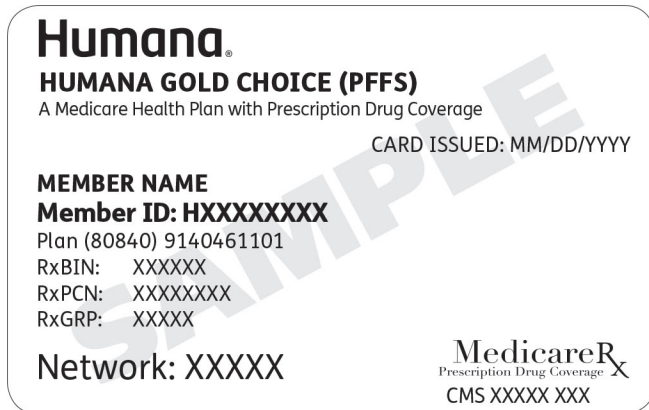 Humana®
HUMANA GOLD CHOICE (PFFS)
A Medicare Health Plan with Prescription Drug Coverage
CARD ISSUED: MM/DD/YYYY
MEMBER NAME
Member ID: HXXXXXXXX
Plan (80840) 9140461101
RxBIN: XXXXXX
RxPCN: XXXXXXXX
RxGRP: XXXXX
Network: XXXXX
MedicareRx
Prescription Drug Coverage
CMS XXXXX XXX
SAMPLE